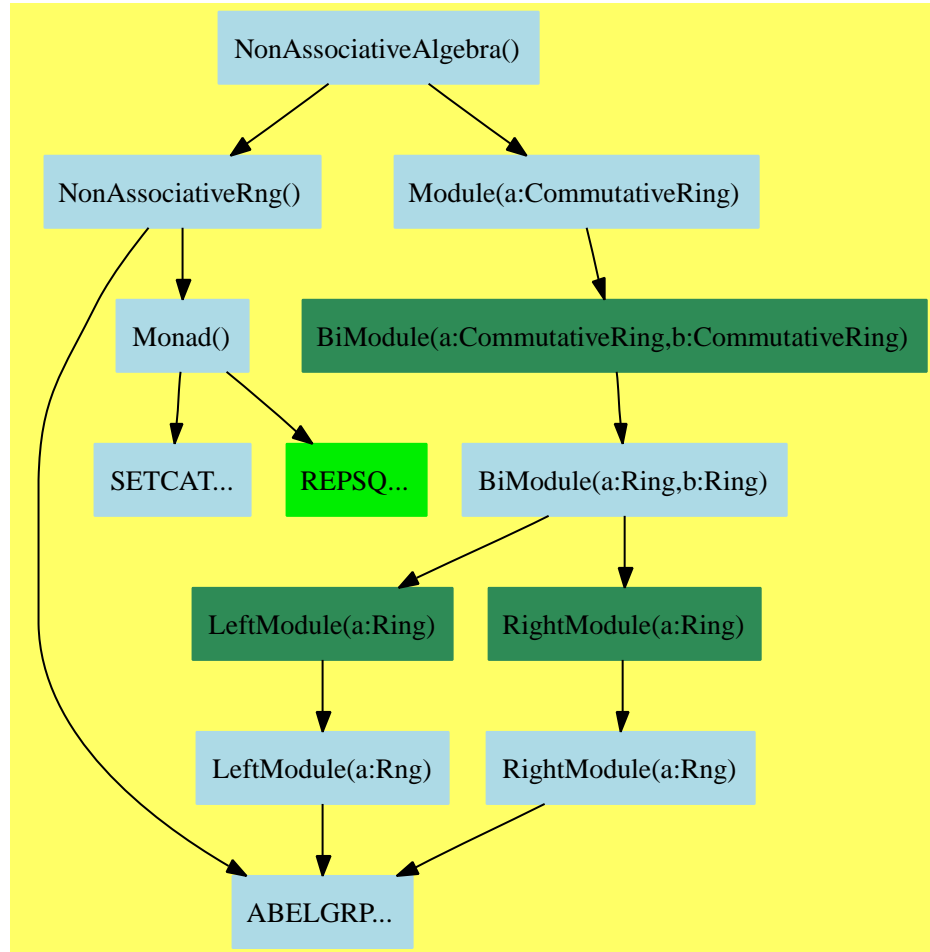 NonAssociativeAlgebra()
NonAssociativeRng()
Module(a:CommutativeRing)
Monad()
BiModule(a:CommutativeRing,b:CommutativeRing)
SETCAT...
REPSQ...
BiModule(a:Ring,b:Ring)
LeftModule(a:Ring)
RightModule(a:Ring)
LeftModule(a:Rng)
RightModule(a:Rng)
ABELGRP...